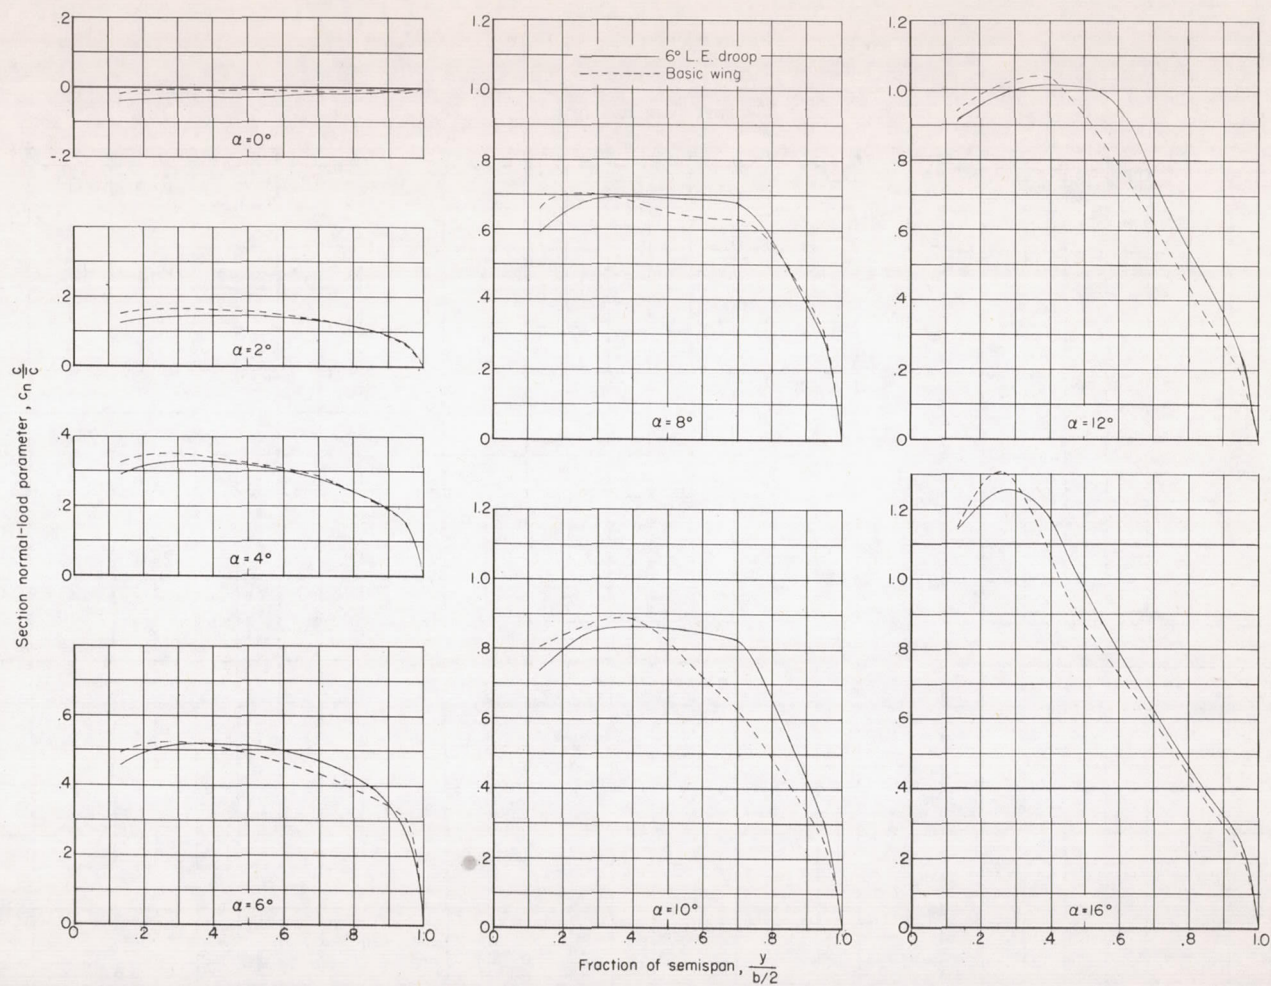 .2
0
-.2
α = 0°
.2
0
α = 2°
.4
.2
0
α = 4°
.6
.4
.2
0
α = 6°
0 .2 .4 .6 .8 1.0
Section normal-load parameter, cn c/c
1.2
1.0
.8
.6
.4
.2
0
6° L.E. droop
Basic wing
α = 8°
1.2
1.0
.8
.6
.4
.2
0
α = 10°
0 .2 .4 .6 .8 1.0
Fraction of semispan, y/b/2
1.2
1.0
.8
.6
.4
.2
0
α = 12°
1.2
1.0
.8
.6
.4
.2
0
α = 16°
0 .2 .4 .6 .8 1.0